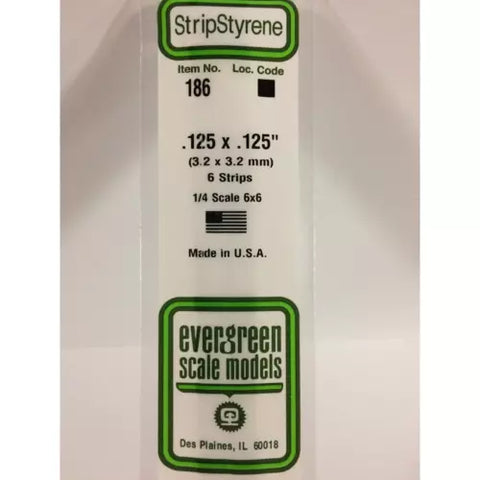 StripStyrene
Item No. Loc. Code
186
.125 x .125"
(3.2 x 3.2 mm)
6 Strips
1/4 Scale 6x6
Made in U.S.A.
evergreen
scale models
Des Plaines, IL 60018